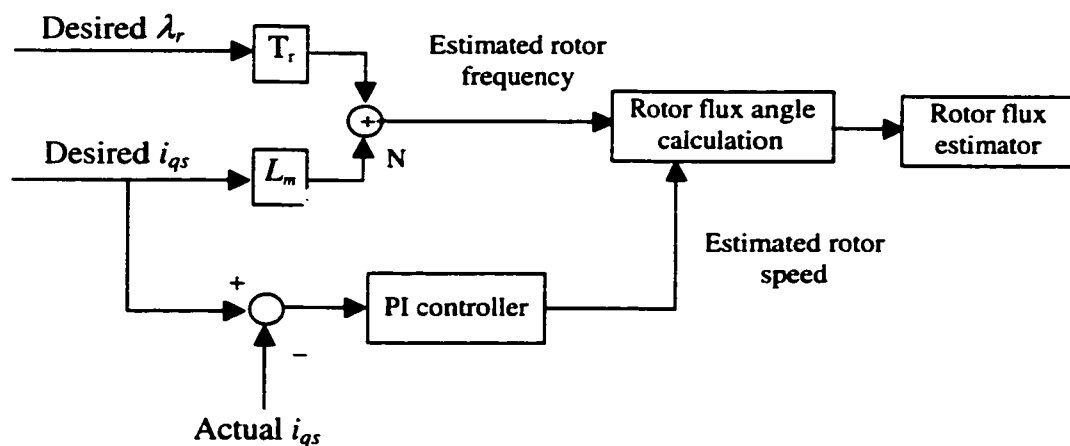 Desired λr
Tr
Estimated rotor
frequency
+
Rotor flux angle
calculation
Rotor flux
estimator
Desired iqs
Lm
N
Estimated rotor
speed
+
PI controller
−
Actual iqs